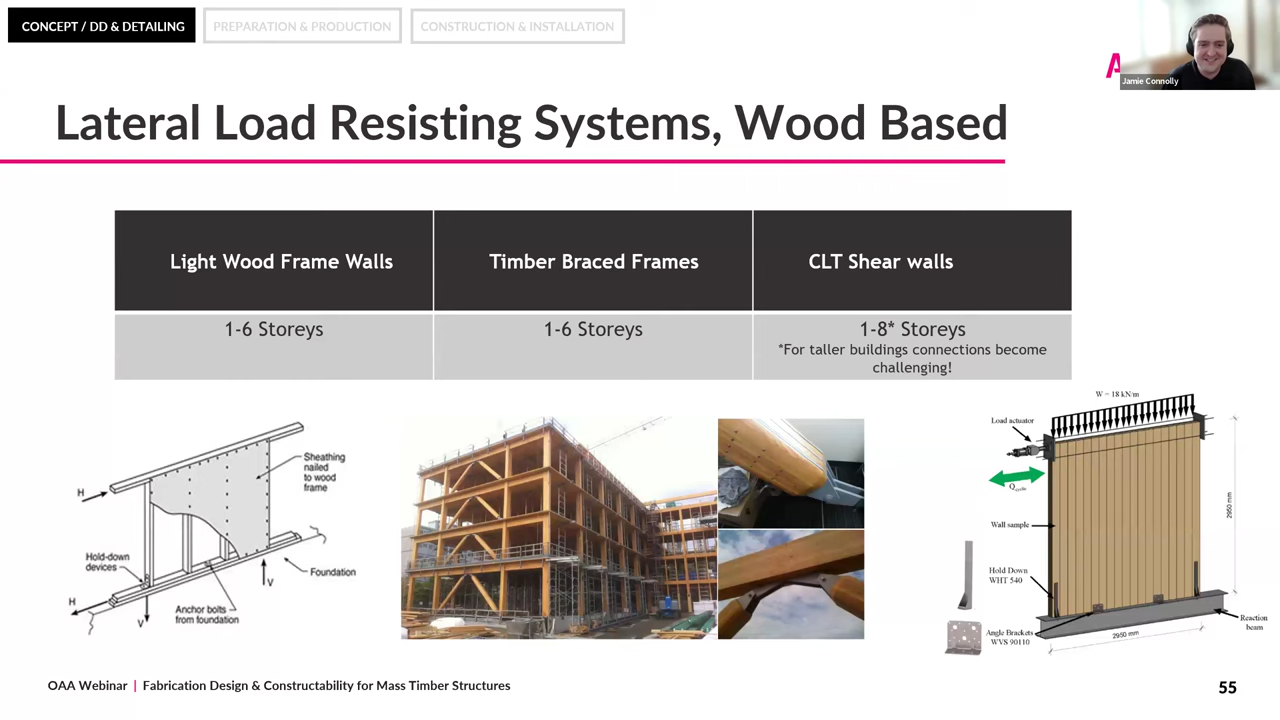 CONCEPT / DD & DETAILING
PREPARATION & PRODUCTION
CONSTRUCTION & INSTALLATION
A
Jamie Connolly
Lateral Load Resisting Systems, Wood Based
Light Wood Frame Walls
Timber Braced Frames
CLT Shear walls
1-6 Storeys
1-6 Storeys
1-8* Storeys
*For taller buildings connections become
challenging!
Sheathing
nailed
to wood
frame
H
Hold-down
devices
Foundation
H
V
V
Anchor bolts
from foundation
W = 18 kN/m
Load actuator
Wall sample
2950 mm
Hold Down
WHT 540
Angle Brackets
WVS 90110
2950 mm
Reaction
beam
OAA Webinar | Fabrication Design & Constructability for Mass Timber Structures
55